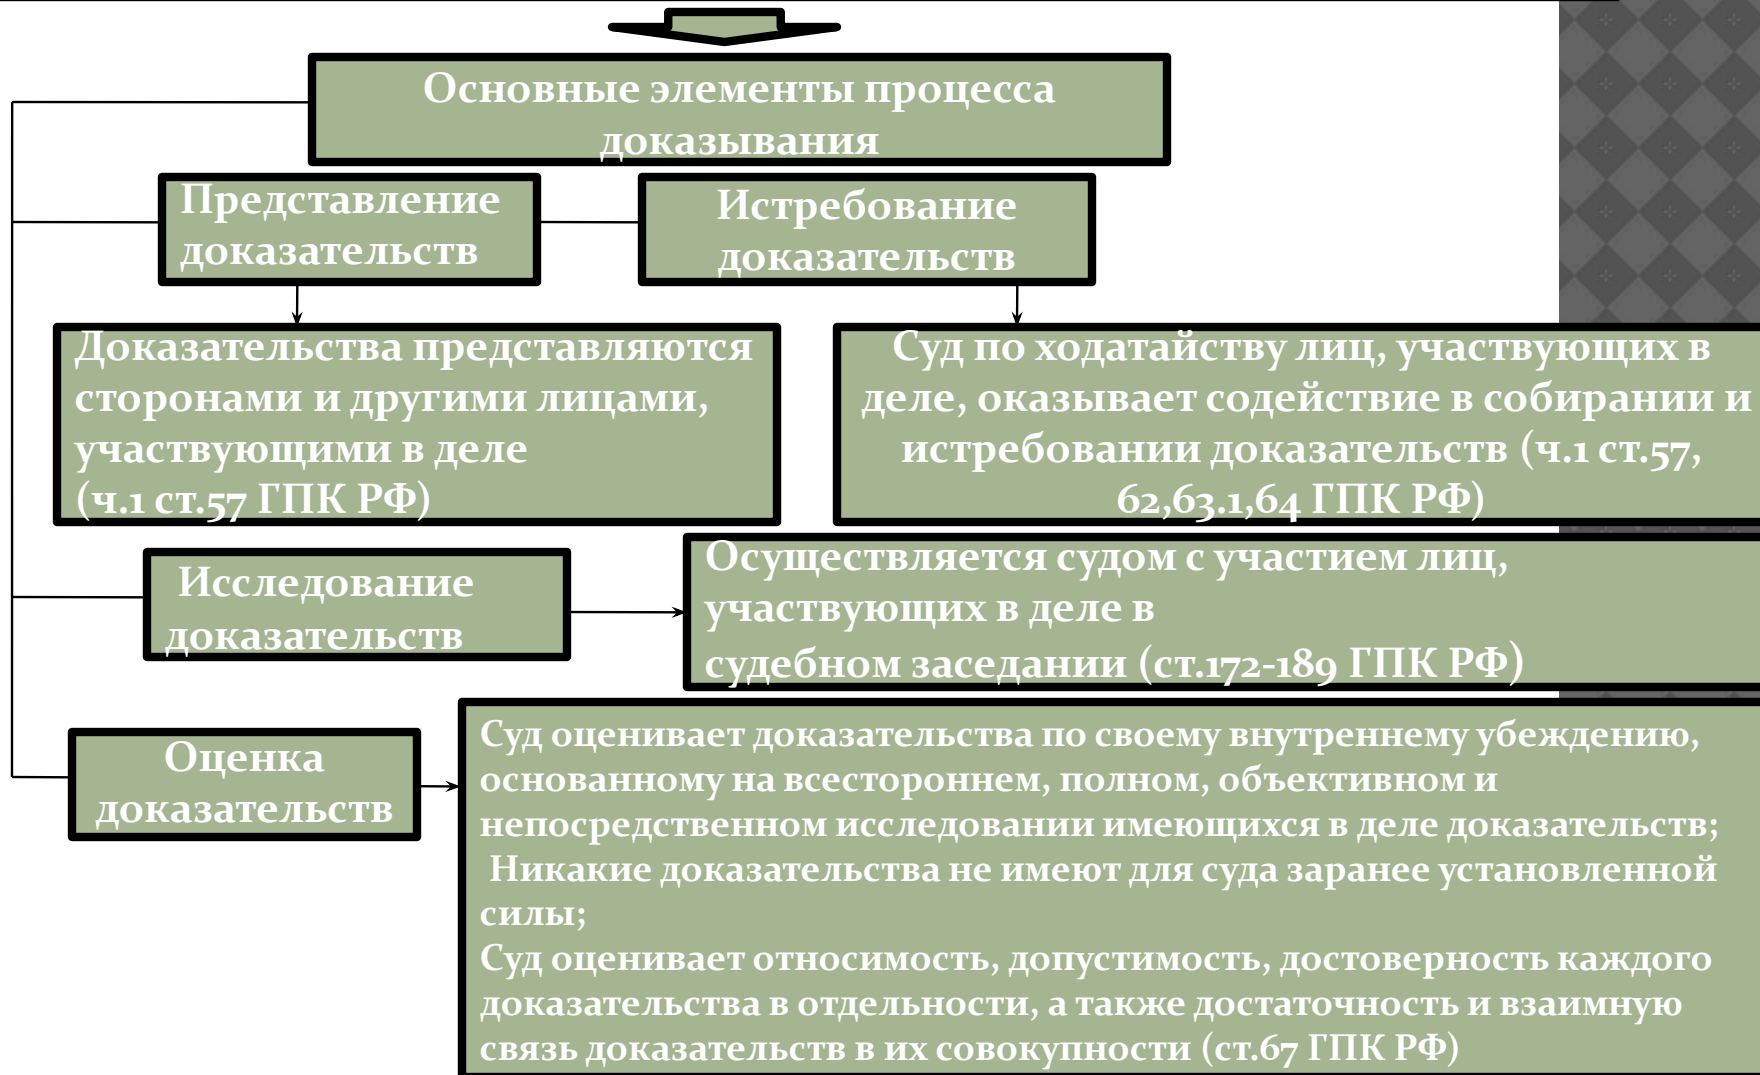 Основные элементы процесса
доказывания
Представление
доказательств
Истребование
доказательств
Доказательства представляются
сторонами и другими лицами,
участвующими в деле
(ч.1 ст.57 ГПК РФ)
Суд по ходатайству лиц, участвующих в
деле, оказывает содействие в собирании и
истребовании доказательств (ч.1 ст.57,
62,63.1,64 ГПК РФ)
Исследование
доказательств
Осуществляется судом с участием лиц,
участвующих в деле в
судебном заседании (ст.172-189 ГПК РФ)
Оценка
доказательств
Суд оценивает доказательства по своему внутреннему убеждению,
основанному на всестороннем, полном, объективном и
непосредственном исследовании имеющихся в деле доказательств;
Никакие доказательства не имеют для суда заранее установленной
силы;
Суд оценивает относимость, допустимость, достоверность каждого
доказательства в отдельности, а также достаточность и взаимную
связь доказательств в их совокупности (ст.67 ГПК РФ)